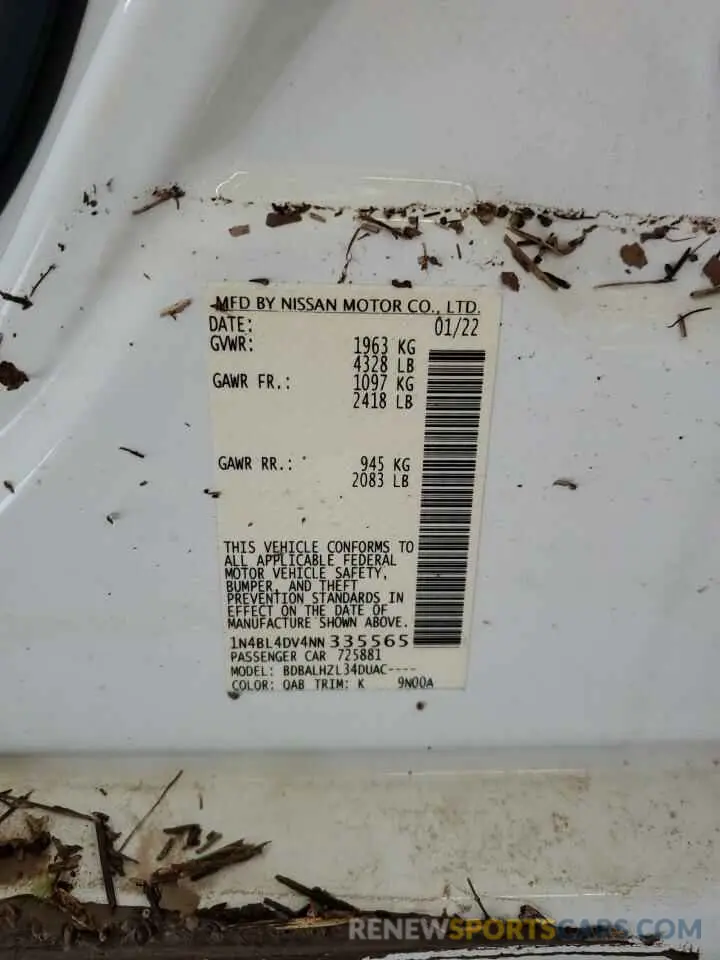 MFD BY NISSAN MOTOR CO., LTD.
DATE: 01/22
GVWR: 1963 KG
4328 LB
GAWR FR.: 1097 KG
2418 LB
GAWR RR.: 945 KG
2083 LB
THIS VEHICLE CONFORMS TO
ALL APPLICABLE FEDERAL
MOTOR VEHICLE SAFETY,
BUMPER, AND THEFT
PREVENTION STANDARDS IN
EFFECT ON THE DATE OF
MANUFACTURE SHOWN ABOVE.
1N4BL4DV4NN335565
PASSENGER CAR 725881
MODEL: BDBALHZL34DUAC----
COLOR: QAB TRIM: K 9N00A
RENEWSPORTSCARS.COM